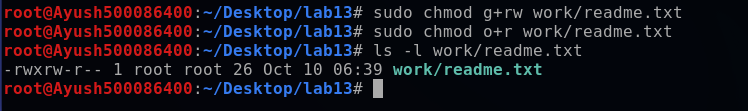 root@Ayush500086400:~/Desktop/lab13# sudo chmod g+rw work/readme.txt
root@Ayush500086400:~/Desktop/lab13# sudo chmod o+r work/readme.txt
root@Ayush500086400:~/Desktop/lab13# ls -l work/readme.txt
-rwxrw-r-- 1 root root 26 Oct 10 06:39 work/readme.txt
root@Ayush500086400:~/Desktop/lab13#